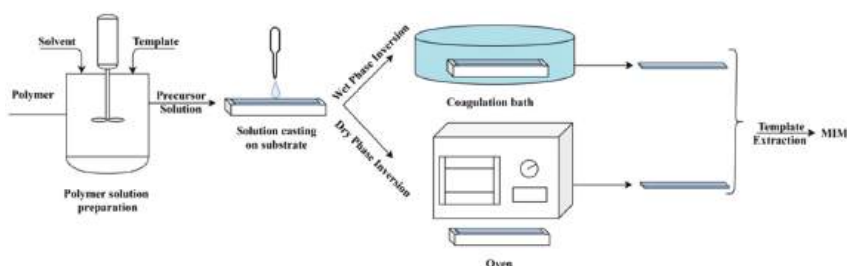 Solvent
Template
Polymer
Precursor
Solution
Polymer solution
preparation
Solution casting
on substrate
Wet Phase Inversion
Dry Phase Inversion
Coagulation bath
Oven
Template
Extraction
MIM